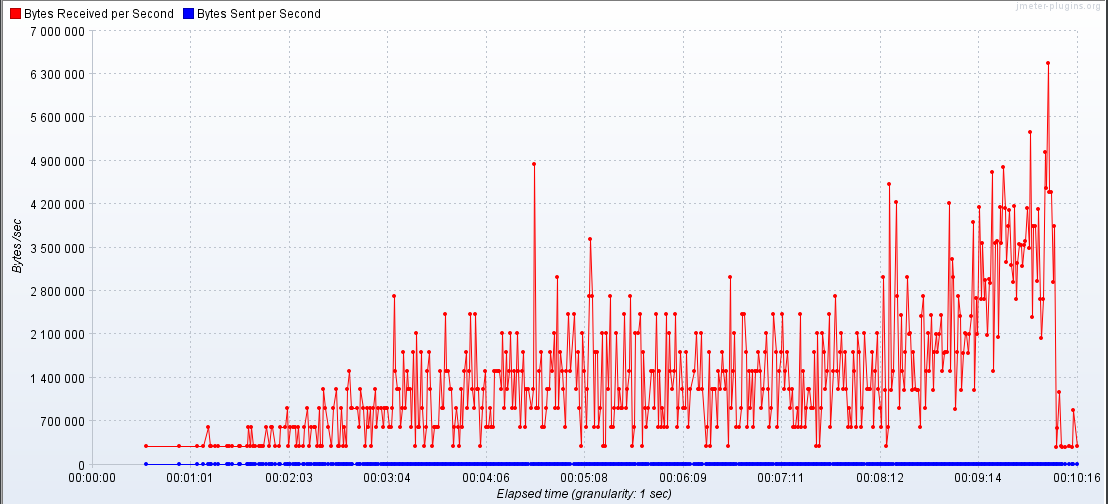 jmeter-plugins.org
Bytes Received per Second Bytes Sent per Second
7 000 000
6 300 000
5 600 000
4 900 000
4 200 000
3 500 000
2 800 000
2 100 000
1 400 000
700 000
0
Bytes /sec
00:00:00 00:01:01 00:02:03 00:03:04 00:04:06 00:05:08 00:06:09 00:07:11 00:08:12 00:09:14 00:10:16
Elapsed time (granularity: 1 sec)